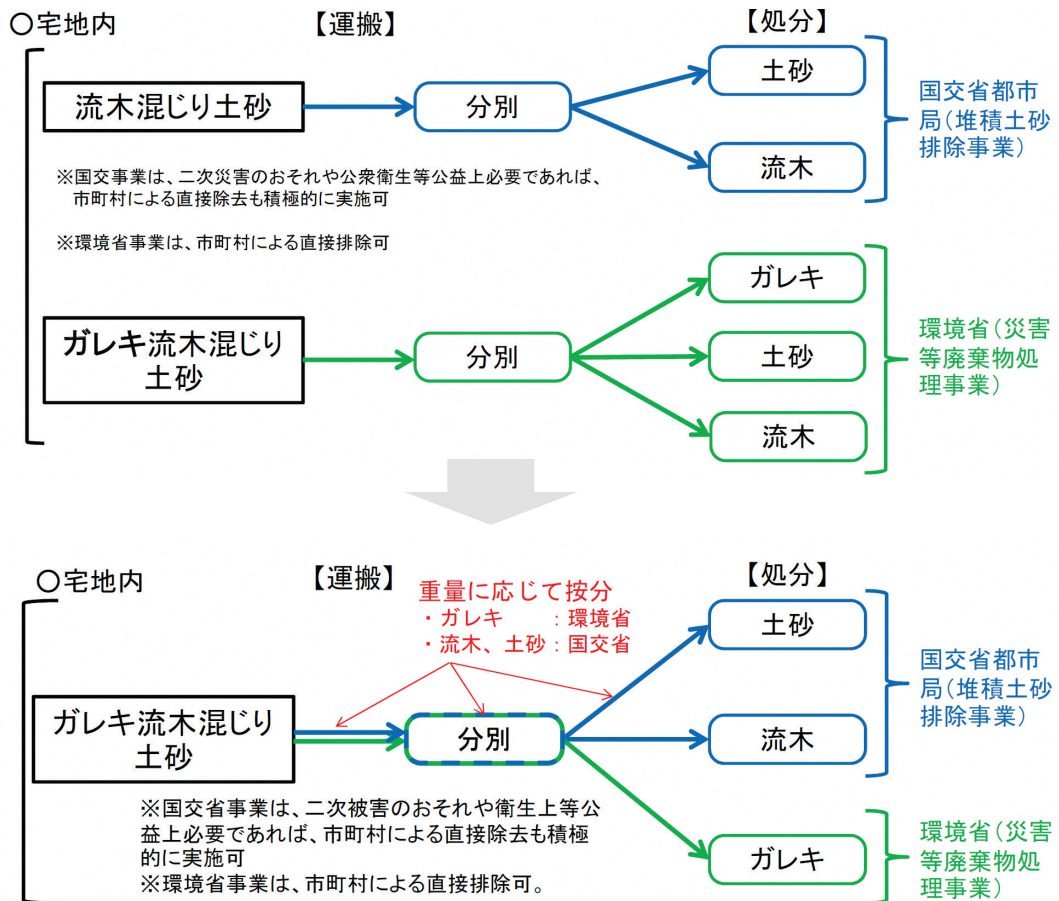 〇宅地内
【運搬】
【処分】
流木混じり土砂
分別
土砂
流木
国交省都市
局(堆積土砂
排除事業)
※国交事業は、二次災害のおそれや公衆衛生等公益上必要であれば、
市町村による直接除去も積極的に実施可
※環境省事業は、市町村による直接排除可
ガレキ流木混じり
土砂
分別
ガレキ
土砂
流木
環境省(災害
等廃棄物処
理事業)
〇宅地内
【運搬】
【処分】
重量に応じて按分
・ガレキ　　：環境省
・流木、土砂：国交省
ガレキ流木混じり
土砂
分別
土砂
流木
ガレキ
国交省都市
局(堆積土砂
排除事業)
※国交省事業は、二次被害のおそれや衛生上等公
益上必要であれば、市町村による直接除去も積極
的に実施可
※環境省事業は、市町村による直接排除可。
環境省(災害
等廃棄物処
理事業)